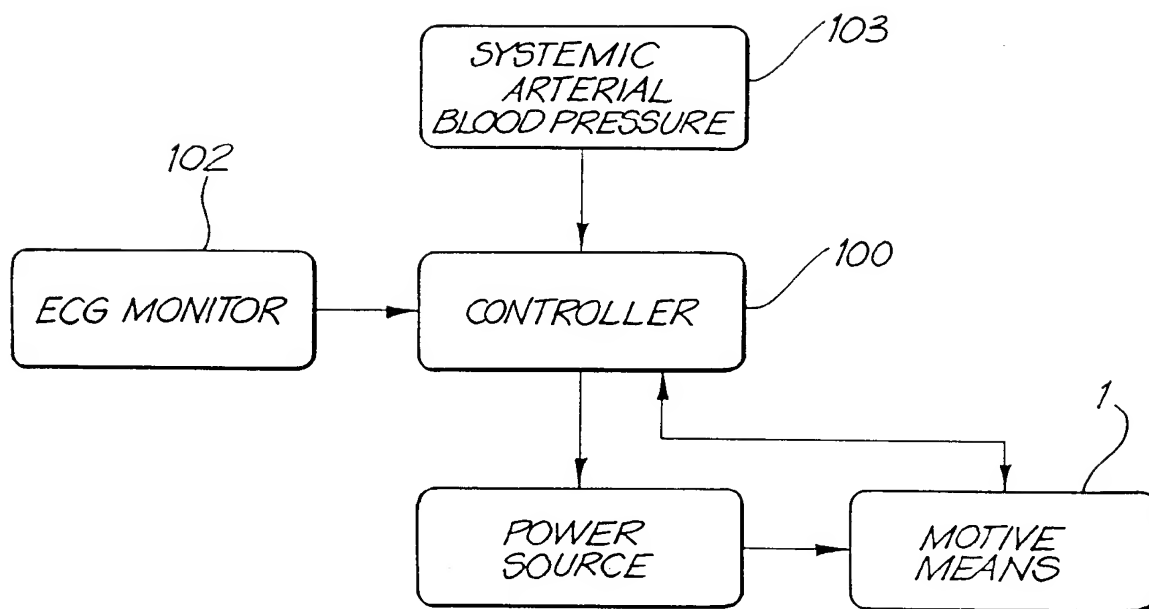 103
SYSTEMIC
ARTERIAL
BLOOD PRESSURE
102
100
ECG MONITOR
CONTROLLER
1
POWER
SOURCE
MOTIVE
MEANS